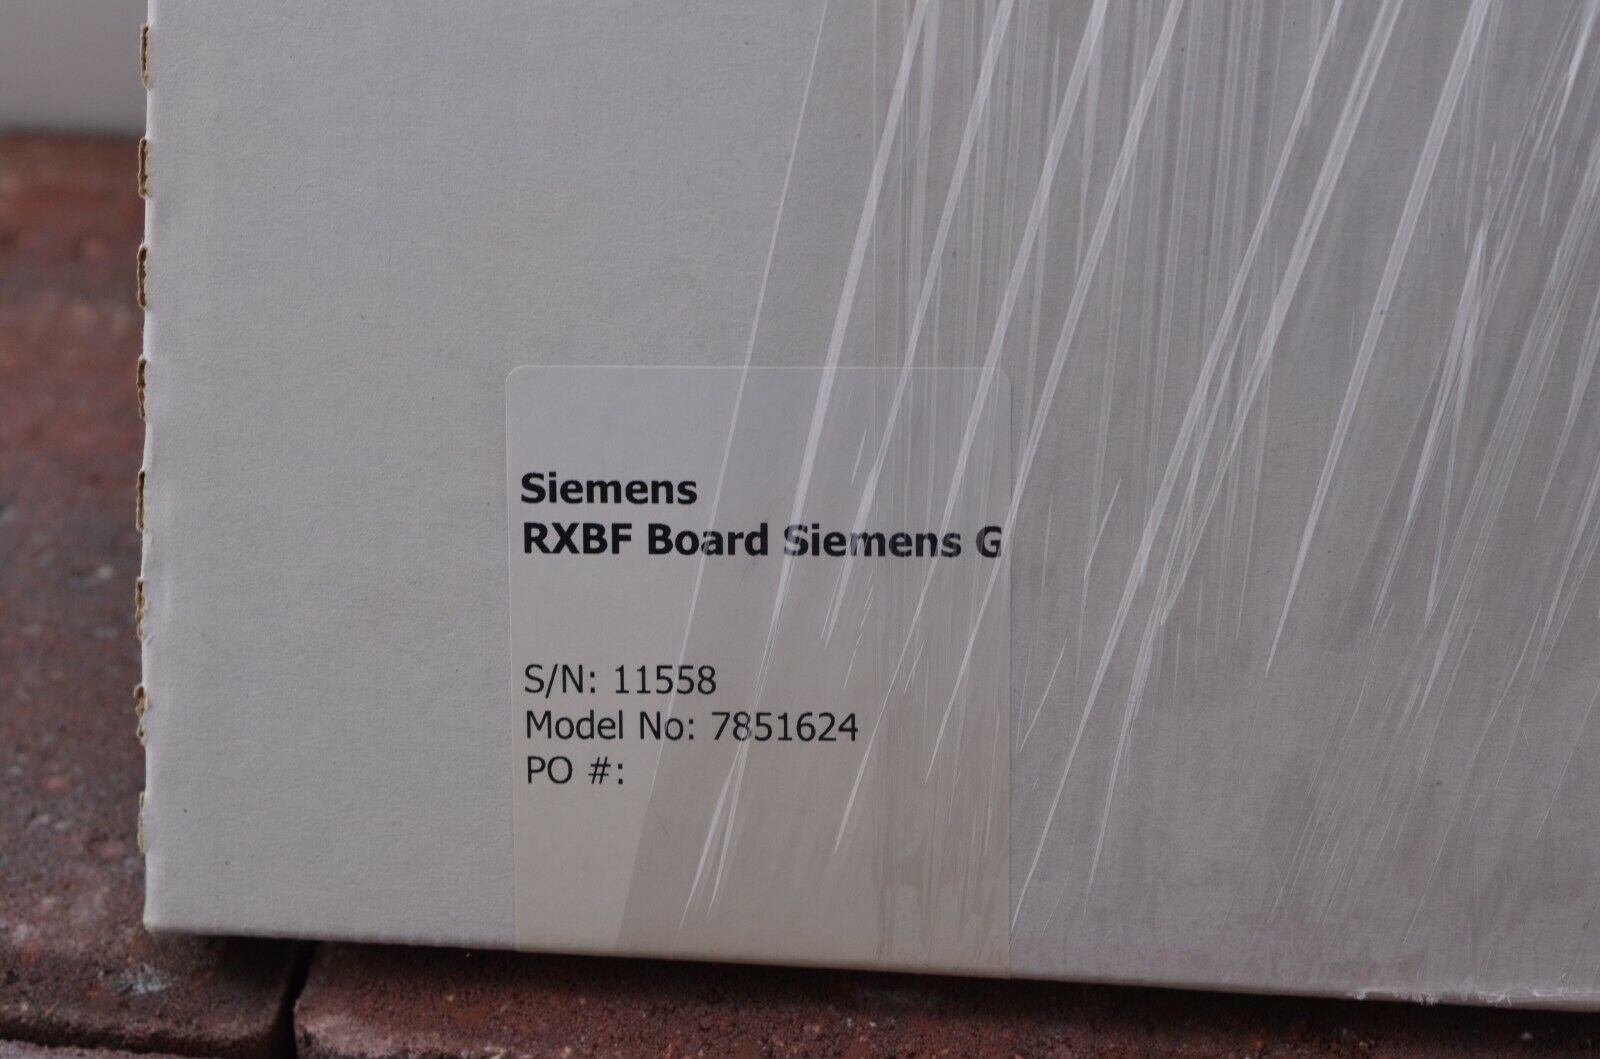 Siemens
RXBF Board Siemens G
S/N: 11558
Model No: 7851624
PO #: